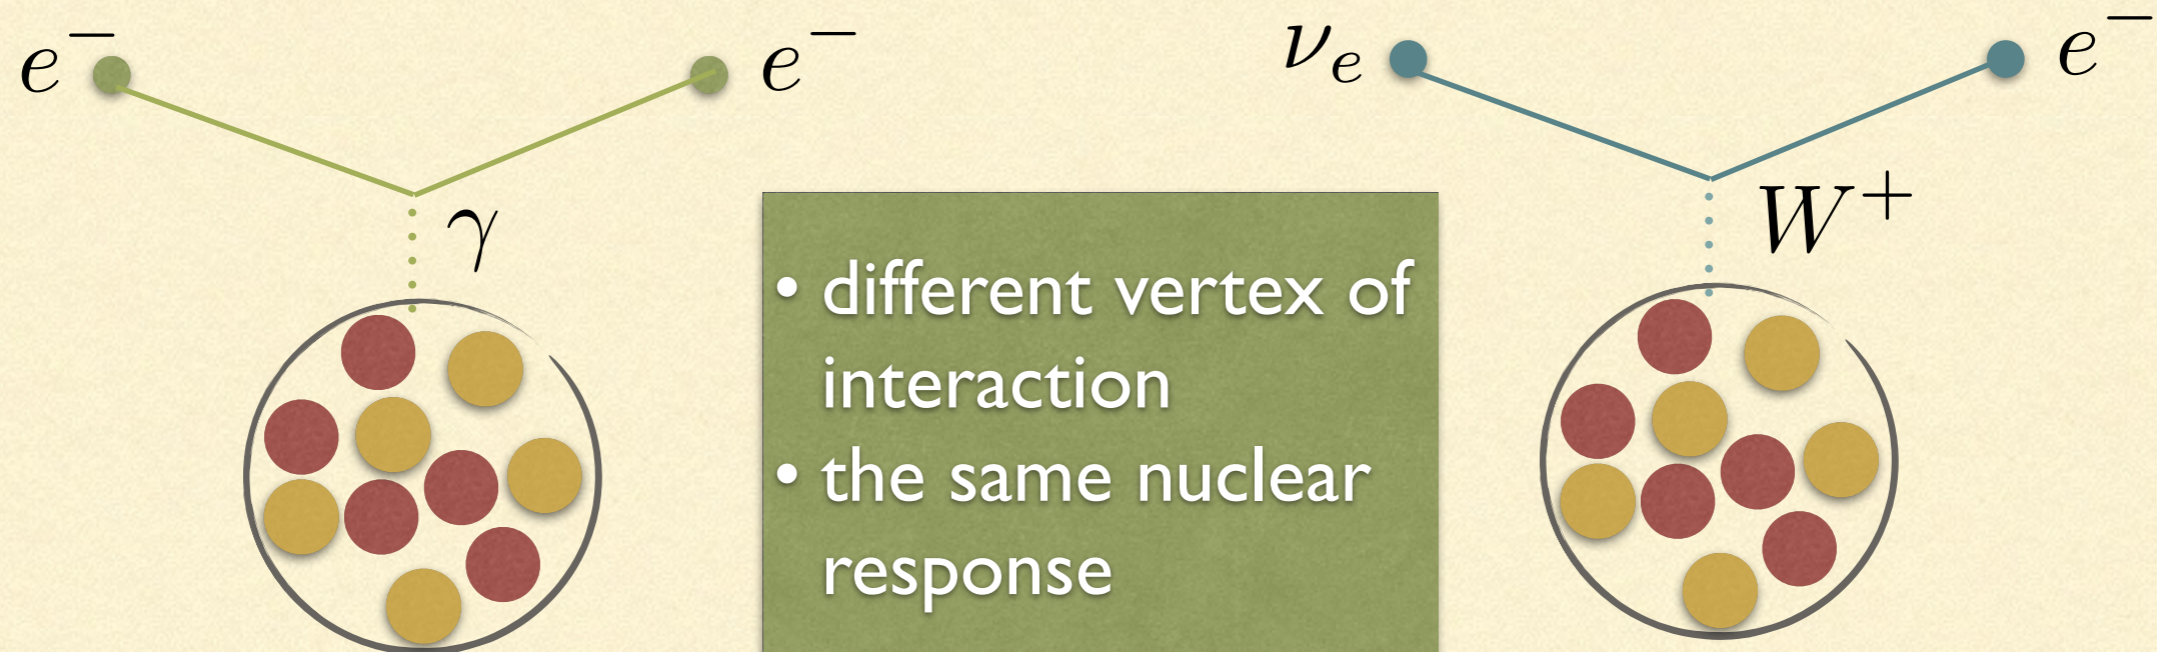 e⁻
e⁻
γ
• different vertex of
interaction
• the same nuclear
response
νₑ
e⁻
W⁺